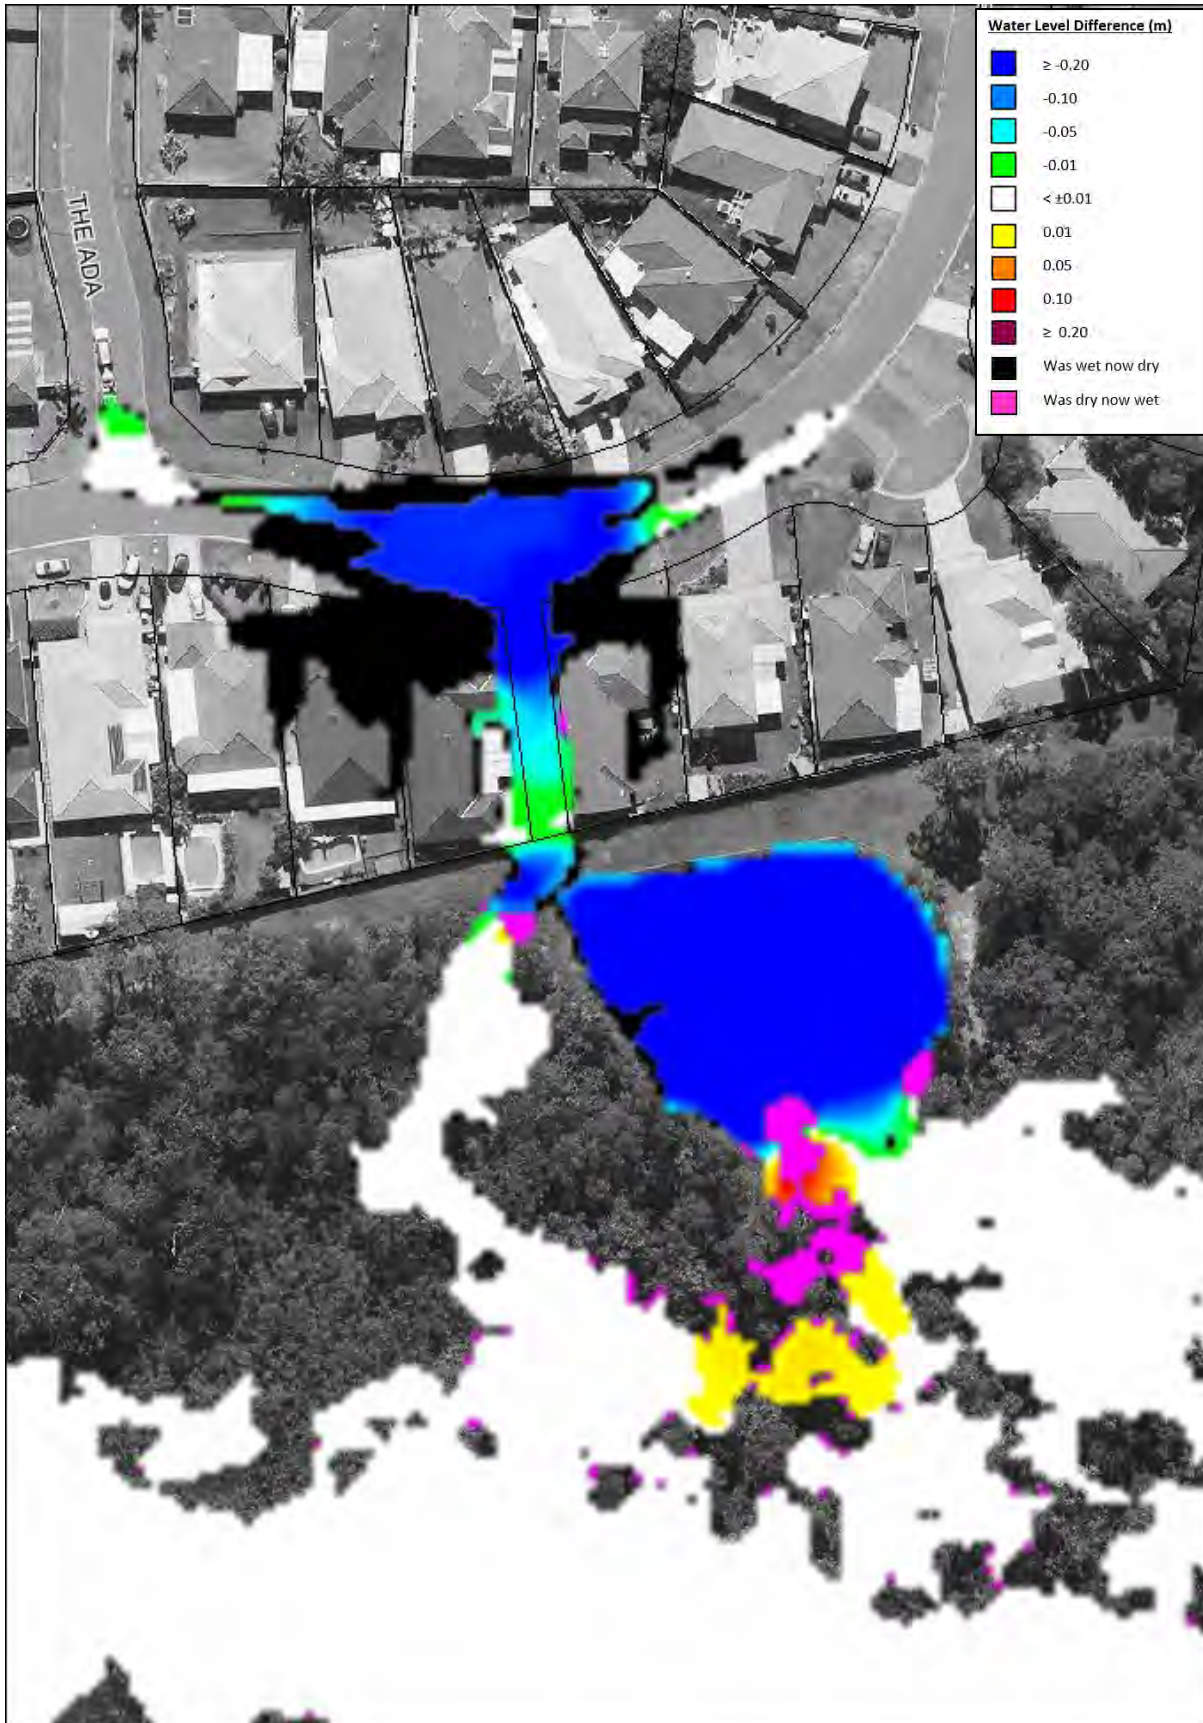 Water Level Difference (m)
≥ -0.20
-0.10
-0.05
-0.01
< ±0.01
0.01
0.05
0.10
≥ 0.20
Was wet now dry
Was dry now wet
THE ADA